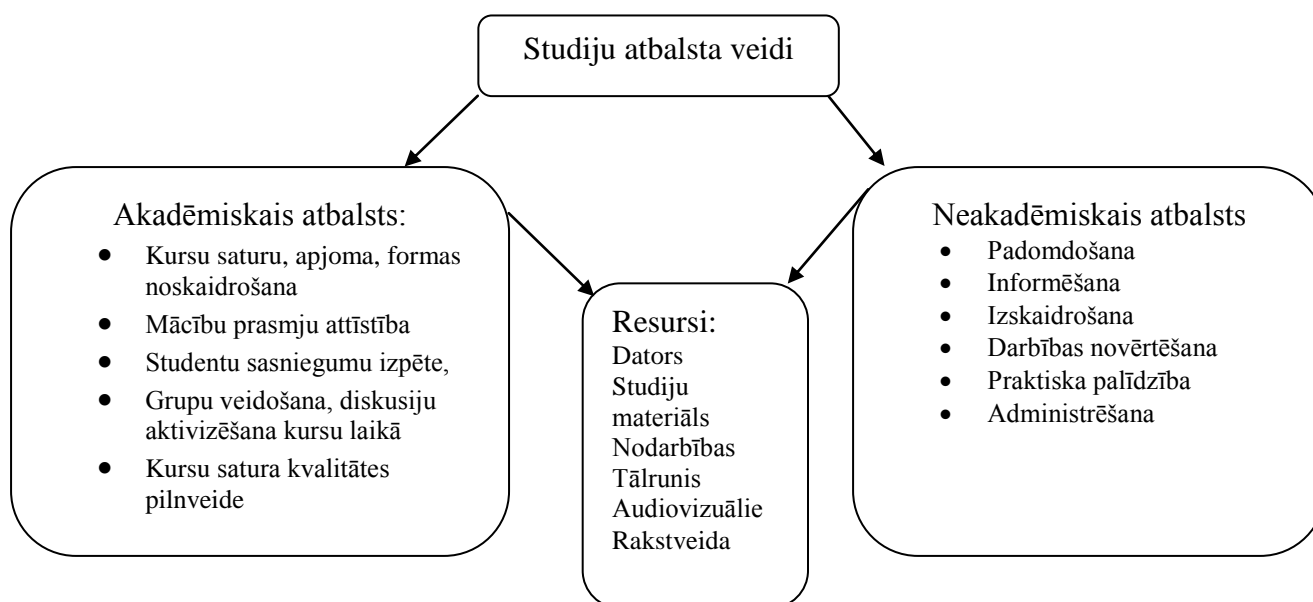 Studiju atbalsta veidi
Akadēmiskais atbalsts:
• Kursu saturu, apjoma, formas
noskaidrošana
• Mācību prasmju attīstība
• Studentu sasniegumu izpēte,
• Grupu veidošana, diskusiju
aktivizēšana kursu laikā
• Kursu satura kvalitātes
pilnveide
Resursi:
Dators
Studiju
materiāls
Nodarbības
Tālrunis
Audiovizuālie
Rakstveida
Neakadēmiskais atbalsts
• Padomdošana
• Informēšana
• Izskaidrošana
• Darbības novērtēšana
• Praktiska palīdzība
• Administrēšana